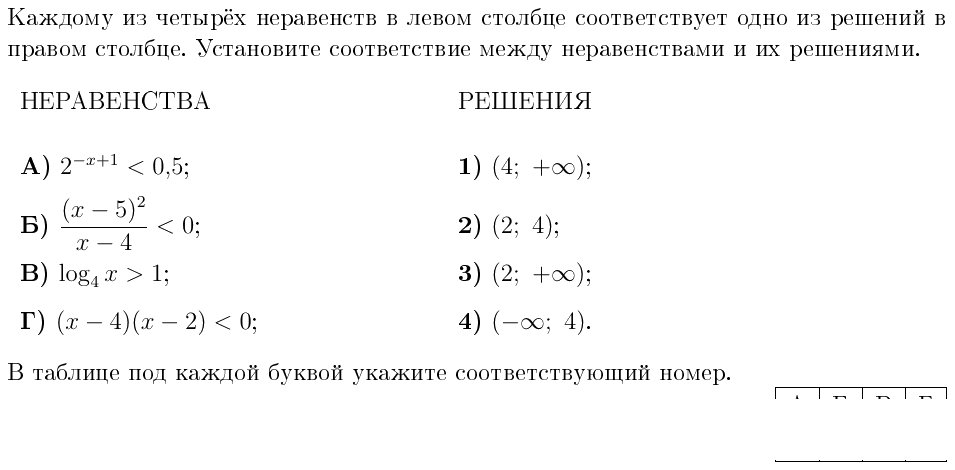 Каждому из четырёх неравенств в левом столбце соответствует одно из решений в
правом столбце. Установите соответствие между неравенствами и их решениями.
НЕРАВЕНСТВА РЕШЕНИЯ
А) 2^{-x+1} < 0,5; 1) (4; +∞);
Б) \frac{(x − 5)^2}{x − 4} < 0; 2) (2; 4);
В) log_4 x > 1; 3) (2; +∞);
Г) (x − 4)(x − 2) < 0; 4) (−∞; 4).
В таблице под каждой буквой укажите соответствующий номер.